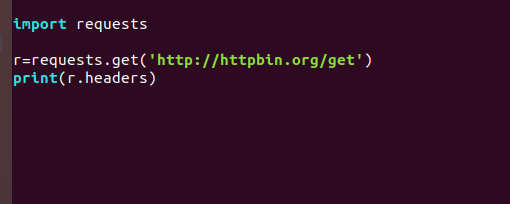 import requests
r=requests.get('http://httpbin.org/get')
print(r.headers)